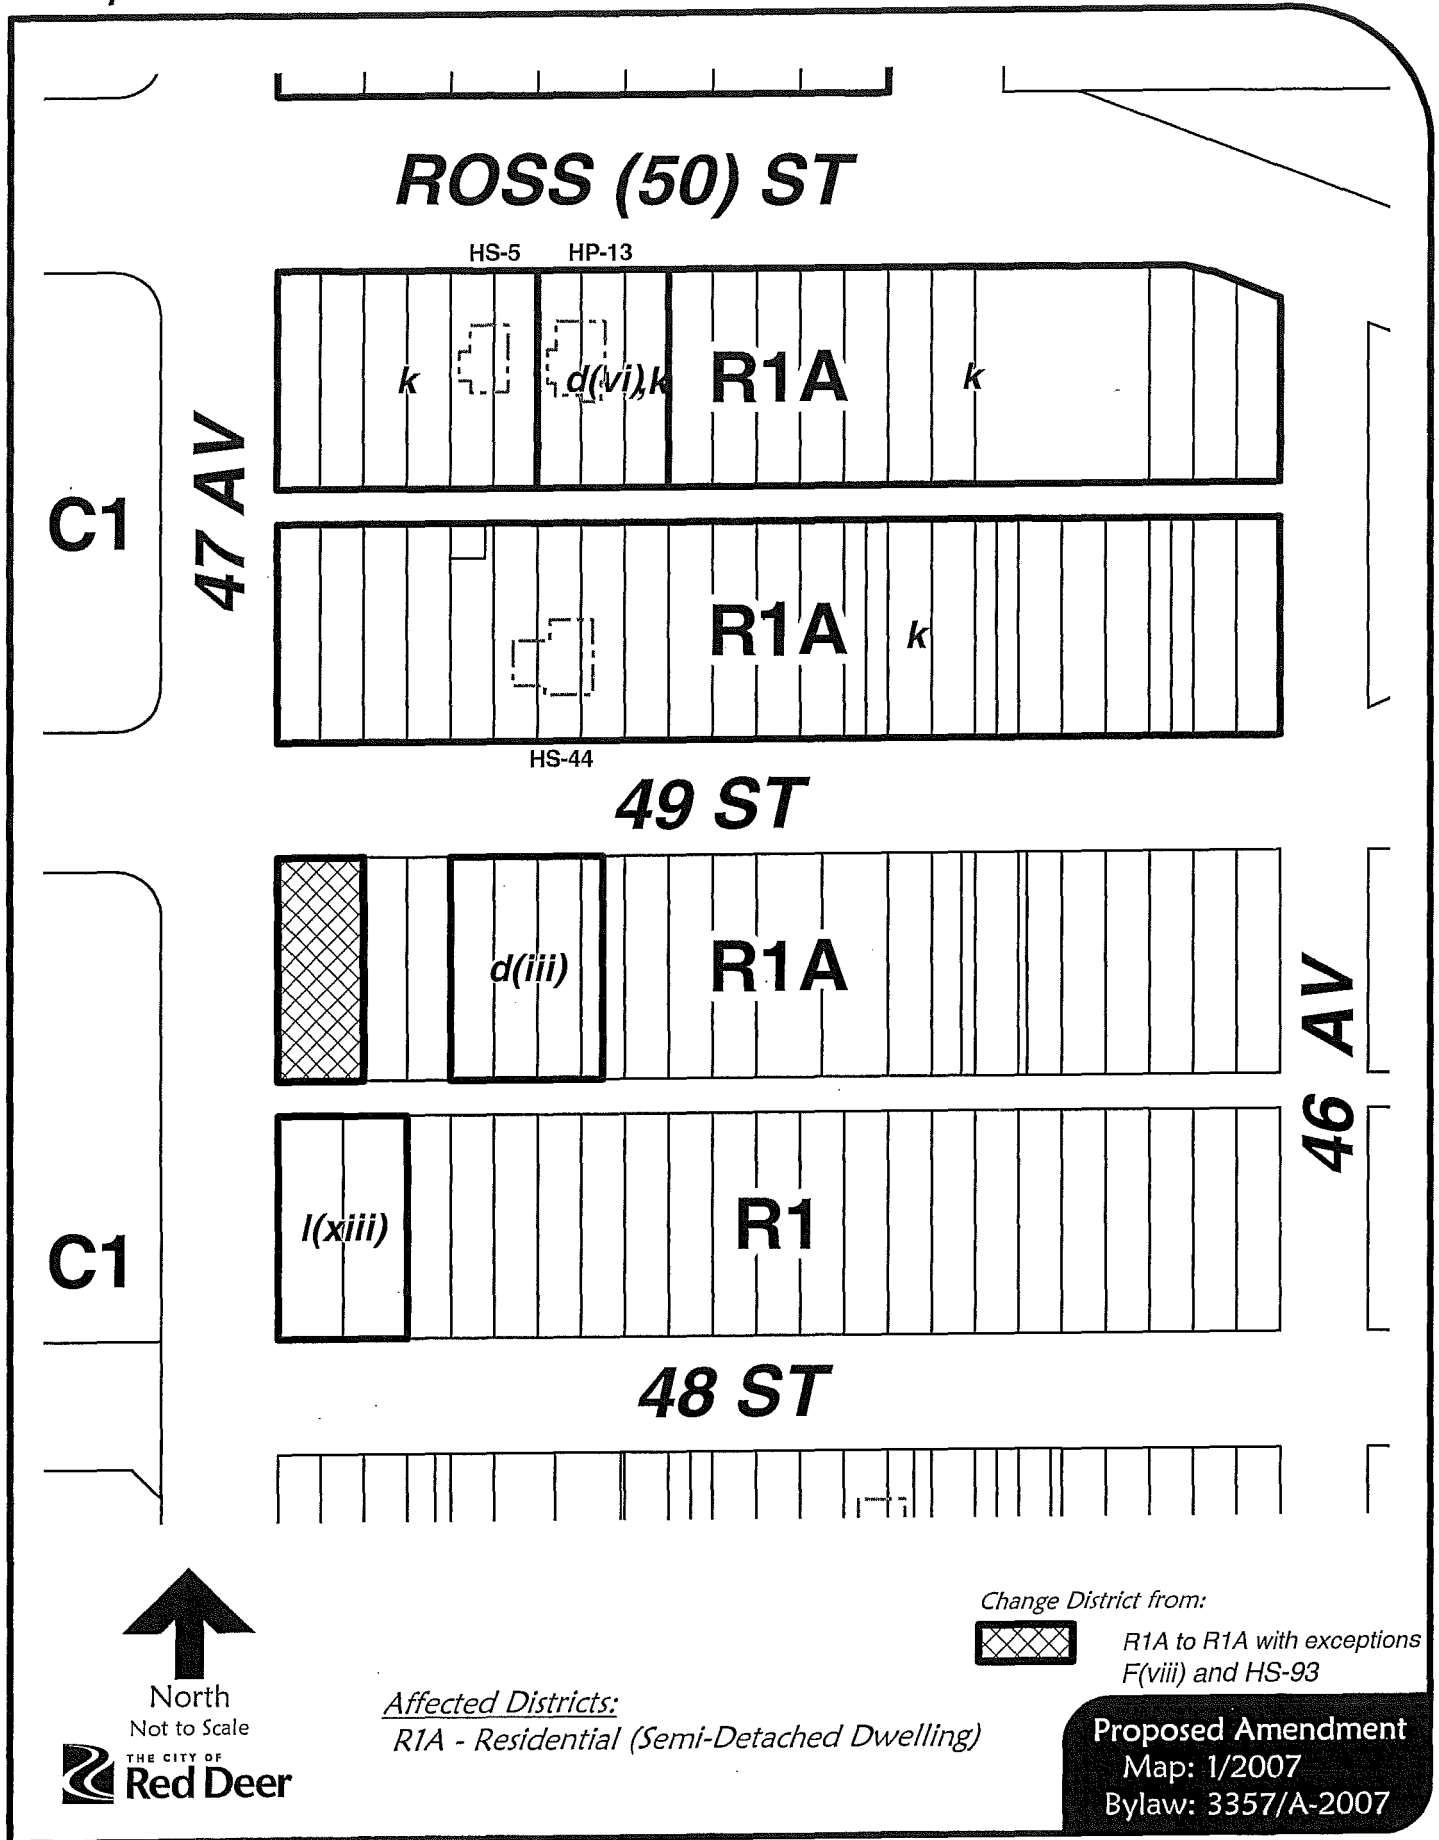 ROSS (50) ST
HS-5
HP-13
k
d(vi),k
R1A
k
47 AV
C1
R1A
k
HS-44
49 ST
d(iii)
R1A
46 AV
l(xiii)
R1
C1
48 ST
North
Not to Scale
THE CITY OF
Red Deer
Affected Districts:
R1A - Residential (Semi-Detached Dwelling)
Change District from:
R1A to R1A with exceptions
F(viii) and HS-93
Proposed Amendment
Map: 1/2007
Bylaw: 3357/A-2007